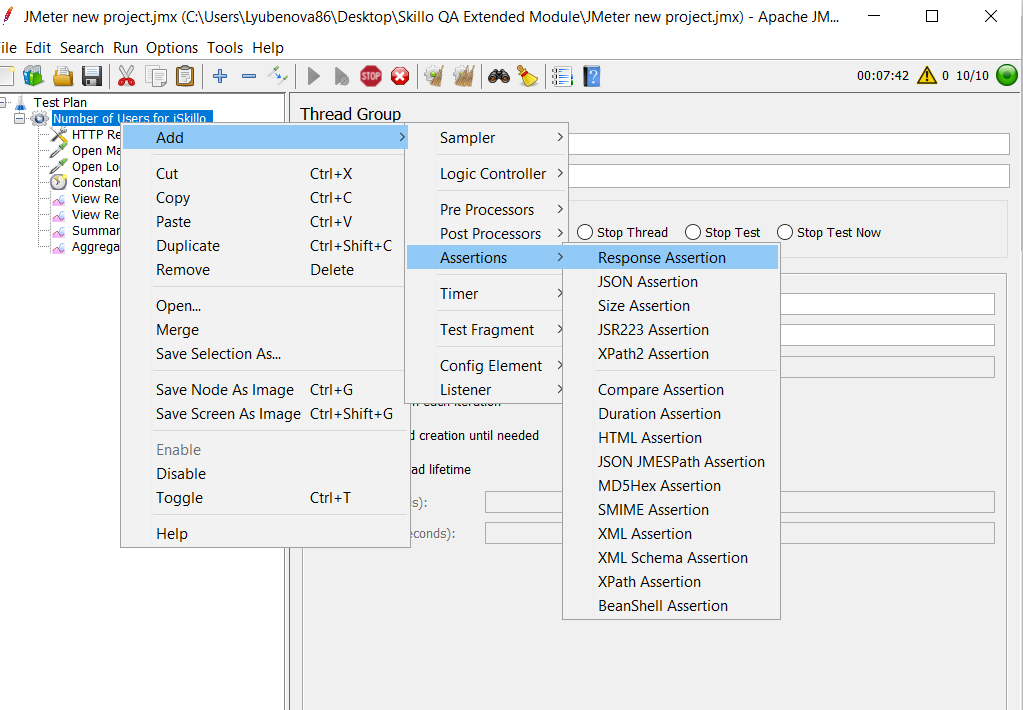 JMeter new project.jmx (C:\Users\Lyubenova86\Desktop\Skillo QA Extended Module\JMeter new project.jmx) - Apache JM...
ile Edit Search Run Options Tools Help
STOP 00:07:42 0 10/10
Test Plan
Number of Users for iSkillo
HTTP Re
Open Ma
Open Lo
Constant
View Re
View Re
Summar
Aggrega
Thread Group
Add
Cut Ctrl+X
Copy Ctrl+C
Paste Ctrl+V
Duplicate Ctrl+Shift+C
Remove Delete
Open...
Merge
Save Selection As...
Save Node As Image Ctrl+G
Save Screen As Image Ctrl+Shift+G
Enable
Disable
Toggle Ctrl+T
Help
Sampler
Logic Controller
Pre Processors
Post Processors
Assertions
Timer
Test Fragment
Config Element
Listener
Stop Thread Stop Test Stop Test Now
Response Assertion
JSON Assertion
Size Assertion
JSR223 Assertion
XPath2 Assertion
Compare Assertion
Duration Assertion
HTML Assertion
JSON JMESPath Assertion
MD5Hex Assertion
SMIME Assertion
XML Assertion
XML Schema Assertion
XPath Assertion
BeanShell Assertion
n each iteration
d creation until needed
ad lifetime
s):
econds):